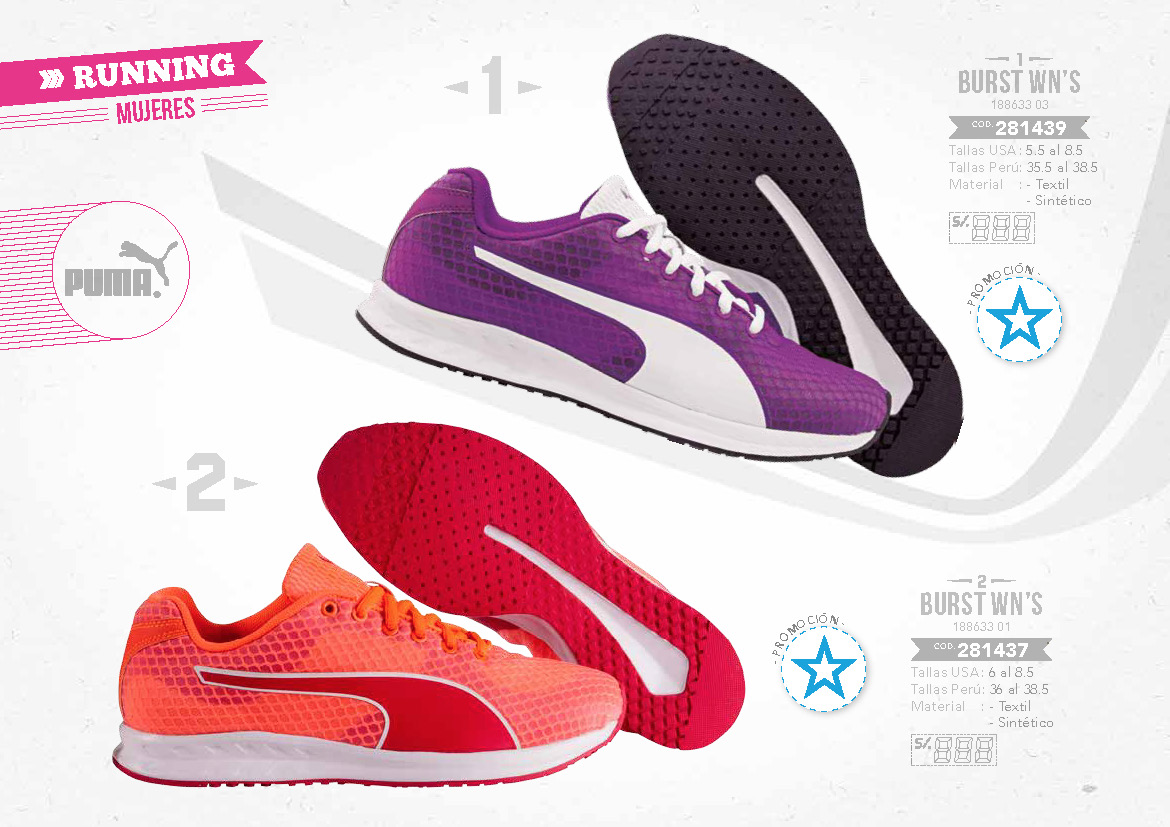 RUNNING
MUJERES
PUMA.
1
1
BURST WN'S
188633 03
COD. 281439
Tallas USA : 5.5 al 8.5
Tallas Perú: 35.5 al 38.5
Material : - Textil
- Sintético
S/. 888
· PROMOCIÓN ·
2
2
BURST WN'S
188633 01
COD. 281437
Tallas USA : 6 al 8.5
Tallas Perú: 36 al 38.5
Material : - Textil
- Sintético
S/. 888
· PROMOCIÓN ·